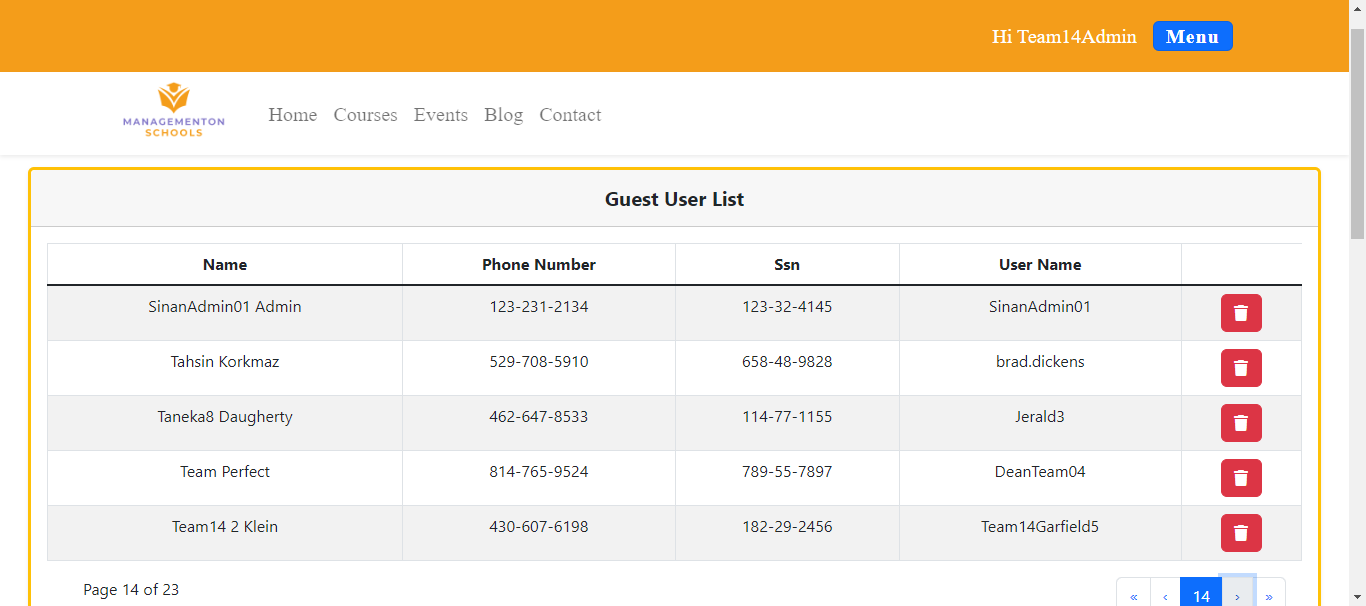 Hi Team14Admin Menu
MANAGEMENTON
SCHOOLS
Home Courses Events Blog Contact
Guest User List
Name Phone Number Ssn User Name
SinanAdmin01 Admin 123-231-2134 123-32-4145 SinanAdmin01
Tahsin Korkmaz 529-708-5910 658-48-9828 brad.dickens
Taneka8 Daugherty 462-647-8533 114-77-1155 Jerald3
Team Perfect 814-765-9524 789-55-7897 DeanTeam04
Team14 2 Klein 430-607-6198 182-29-2456 Team14Garfield5
Page 14 of 23 « ‹ 14 › »